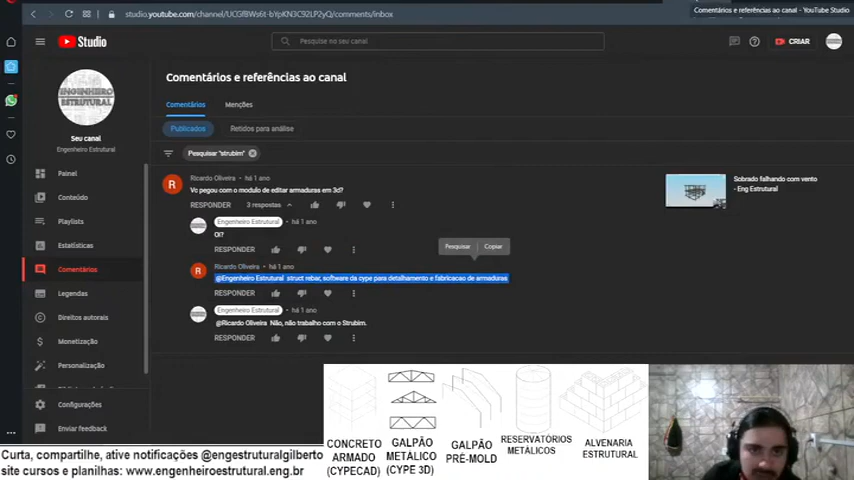 Comentários e referências ao canal - YouTube Studio
studio.youtube.com/channel/UCGfBWs6t-bYpKN3C92LP2yQ/comments/inbox
Studio
Pesquise no seu canal
CRIAR
ENGENHEIRO
ESTRUTURAL
Seu canal
Engenheiro Estrutural
Painel
Conteúdo
Playlists
Estatísticas
Comentários
Legendas
Direitos autorais
Monetização
Personalização
Configurações
Enviar feedback
Comentários e referências ao canal
Comentários
Menções
Publicados
Retidos para análise
Pesquisar "strubim"
R
Ricardo Oliveira • há 1 ano
Vc pegou com o modulo de editar armaduras em 3d?
RESPONDER
3 respostas
Engenheiro Estrutural • há 1 ano
Oi?
RESPONDER
Pesquisar
Copiar
R
Ricardo Oliveira • há 1 ano
@Engenheiro Estrutural struct rebar, software da cype para detalhamento e fabricacao de armaduras
RESPONDER
Engenheiro Estrutural • há 1 ano
@Ricardo Oliveira Não, não trabalho com o Strubim.
RESPONDER
Sobrado falhando com vento
- Eng Estrutural
CONCRETO
ARMADO
(CYPECAD)
GALPÃO
METÁLICO
(CYPE 3D)
GALPÃO
PRÉ-MOLD
RESERVATÓRIOS
METÁLICOS
ALVENARIA
ESTRUTURAL
Curta, compartilhe, ative notificações @engestruturalgilberto
site cursos e planilhas: www.engenheiroestrutural.eng.br